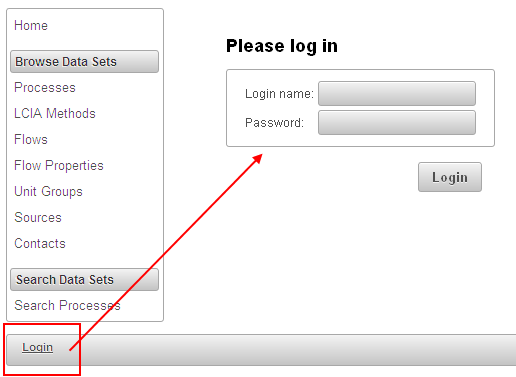 Home
Browse Data Sets
Processes
LCIA Methods
Flows
Flow Properties
Unit Groups
Sources
Contacts
Search Data Sets
Search Processes
Login
Please log in
Login name:
Password:
Login